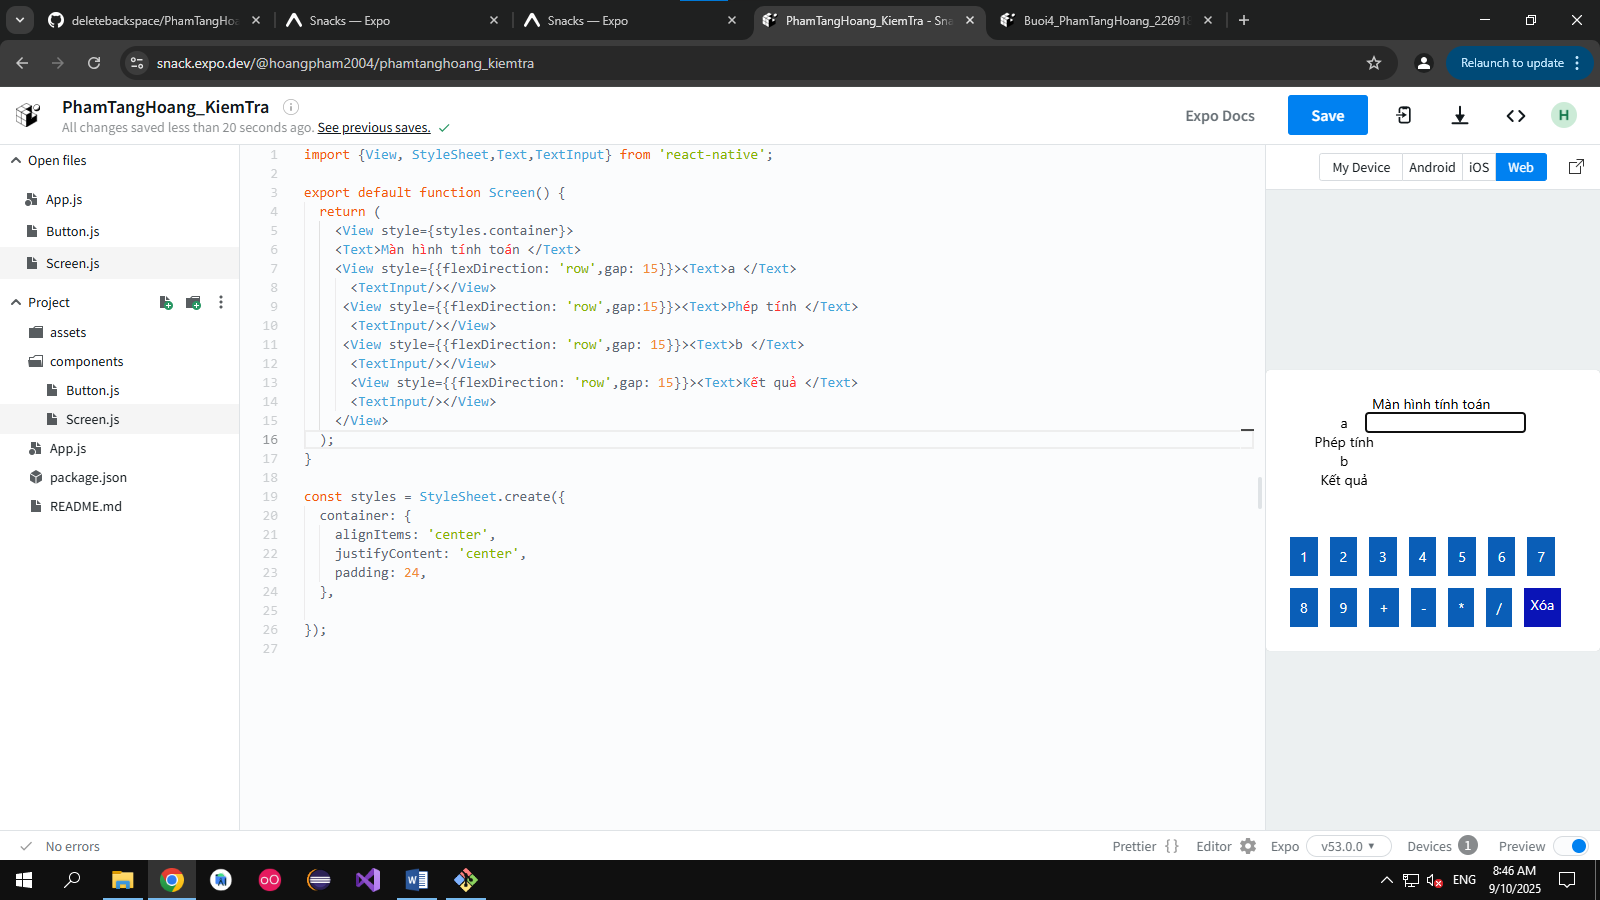 deletebackspace/PhamTangHoa
Snacks — Expo
Snacks — Expo
PhamTangHoang_KiemTra - Sna
Buoi4_PhamTangHoang_226918
snack.expo.dev/@hoangpham2004/phamtanghoang_kiemtra
Relaunch to update
PhamTangHoang_KiemTra
All changes saved less than 20 seconds ago. See previous saves.
Expo Docs
Save
H
Open files
App.js
Button.js
Screen.js
Project
assets
components
Button.js
Screen.js
App.js
package.json
README.md
1 import {View, StyleSheet,Text,TextInput} from 'react-native';
2
3 export default function Screen() {
4 return (
5 <View style={styles.container}>
6 <Text>Màn hình tính toán </Text>
7 <View style={{flexDirection: 'row',gap: 15}}><Text>a </Text>
8 <TextInput/></View>
9 <View style={{flexDirection: 'row',gap:15}}><Text>Phép tính </Text>
10 <TextInput/></View>
11 <View style={{flexDirection: 'row',gap: 15}}><Text>b </Text>
12 <TextInput/></View>
13 <View style={{flexDirection: 'row',gap: 15}}><Text>Kết quả </Text>
14 <TextInput/></View>
15 </View>
16 );
17 }
18
19 const styles = StyleSheet.create({
20 container: {
21 alignItems: 'center',
22 justifyContent: 'center',
23 padding: 24,
24 },
25
26 });
27
My Device Android iOS Web
Màn hình tính toán
a
Phép tính
b
Kết quả
1 2 3 4 5 6 7
8 9 + - * / Xóa
No errors
Prettier {} Editor Expo v53.0.0 Devices 1 Preview
ENG
8:46 AM
9/10/2025